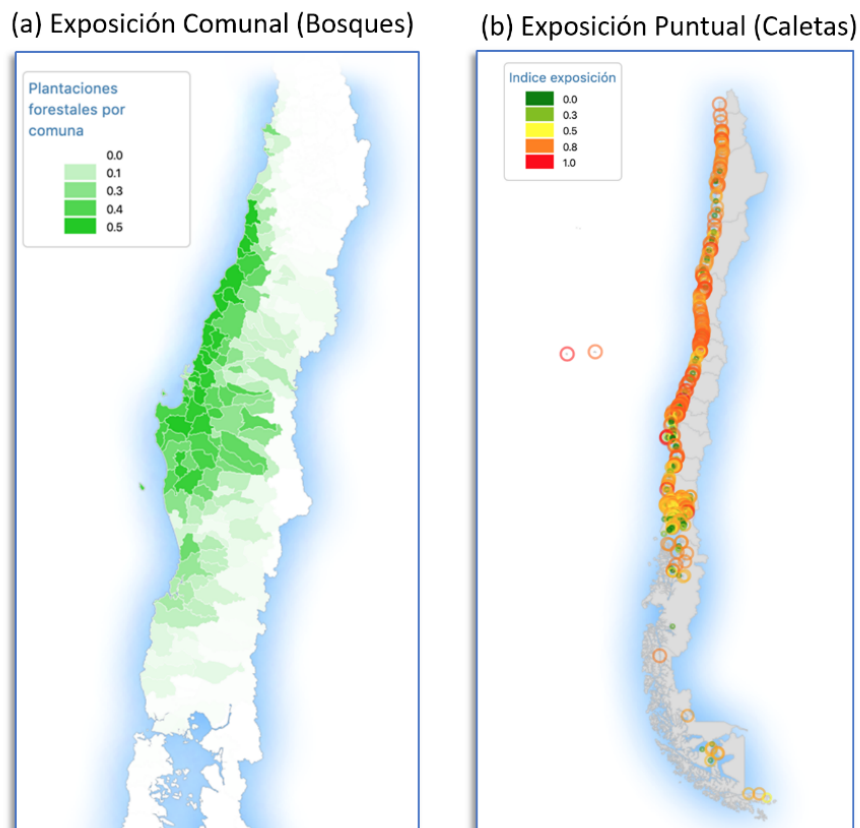 (a) Exposición Comunal (Bosques)
(b) Exposición Puntual (Caletas)
Plantaciones
forestales por
comuna
0.0
0.1
0.3
0.4
0.5
Indice exposición
0.0
0.3
0.5
0.8
1.0